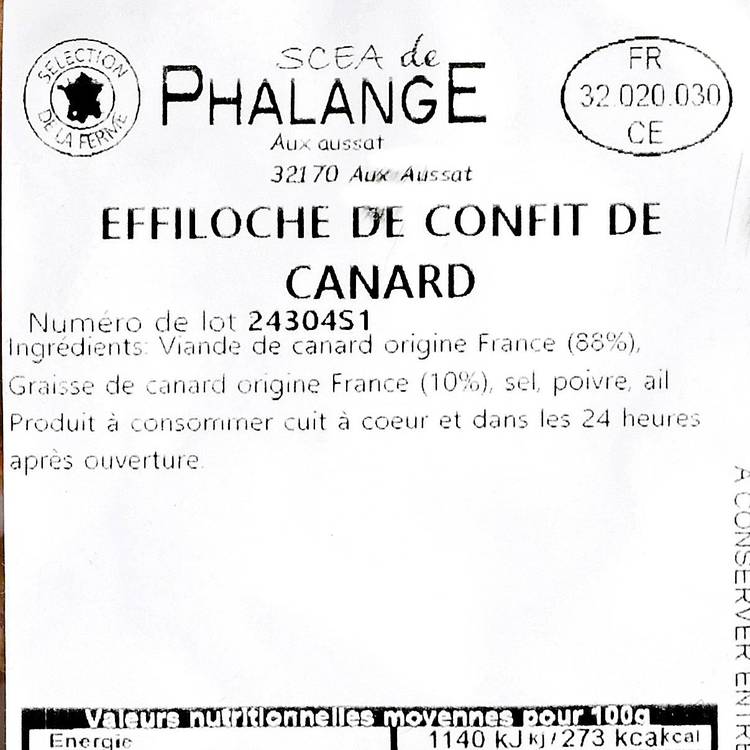 SELECTION
DE LA FERME
SCEA de
PHALANGE
Aux aussat
32170 Aux Aussat
FR
32.020.030
CE
EFFILOCHE DE CONFIT DE
CANARD
Numéro de lot 24304S1
Ingrédients: Viande de canard origine France (88%),
Graisse de canard origine France (10%), sel, poivre, ail
Produit à consommer cuit à coeur et dans les 24 heures
après ouverture.
A CONSERVER ENTR
Valeurs nutritionnelles moyennes pour 100g
Energie 1140 kJ kj / 273 kcakcal